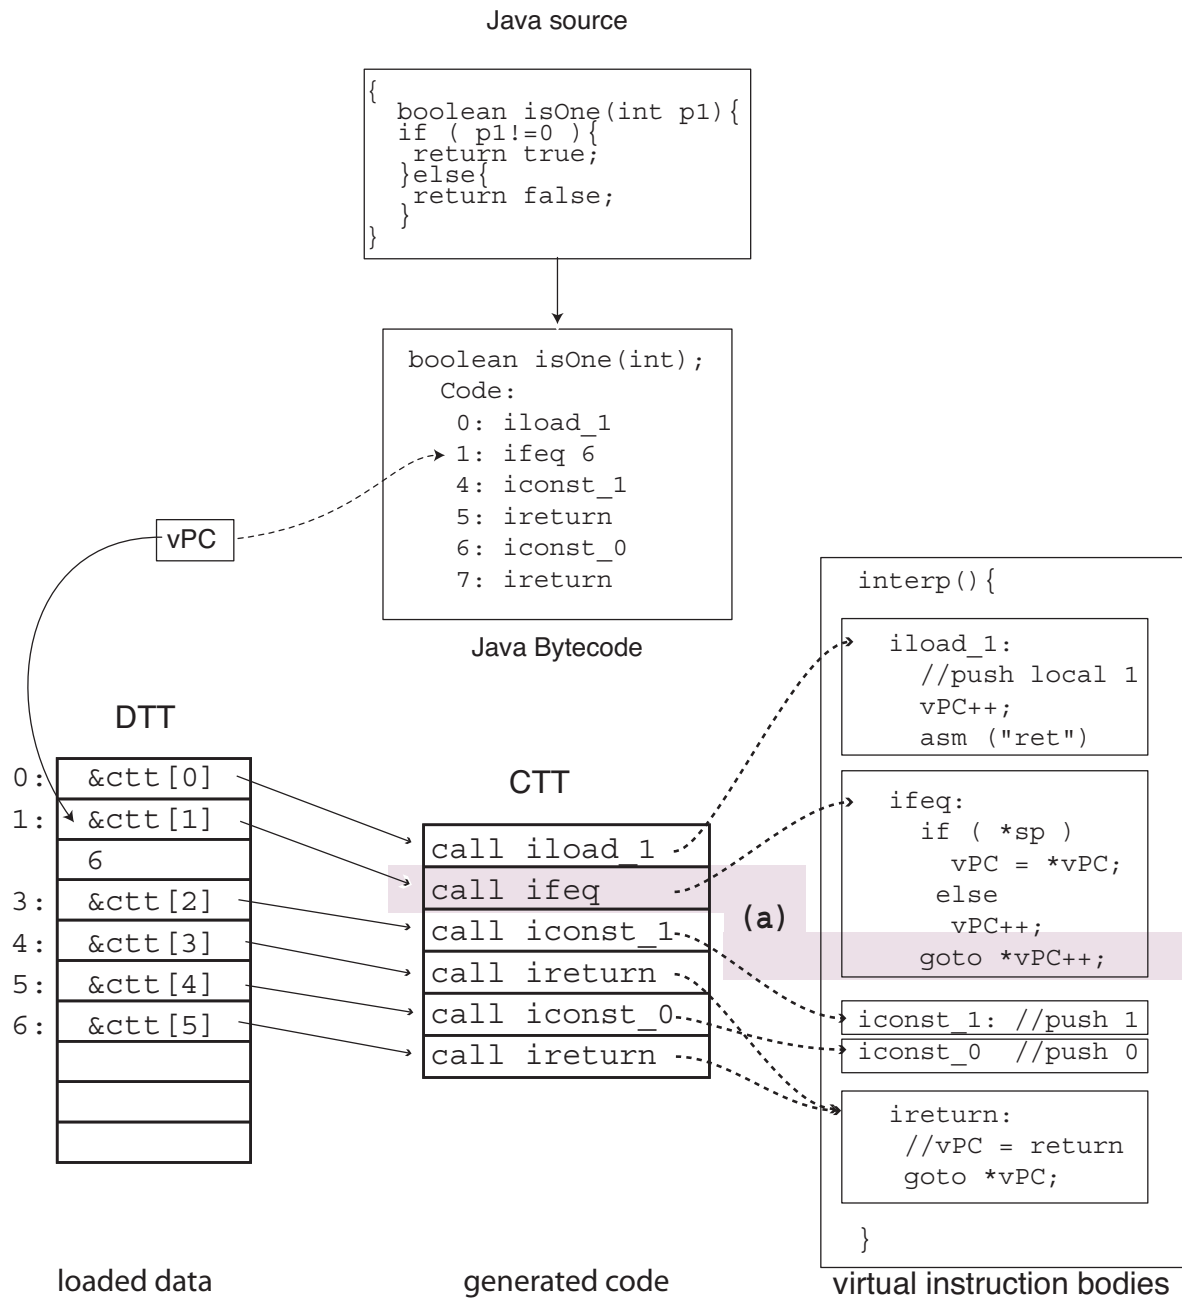 Java source
{
boolean isOne(int p1){
if ( p1!=0 ){
return true;
}else{
return false;
}
}
boolean isOne(int);
Code:
0: iload_1
1: ifeq 6
4: iconst_1
5: ireturn
6: iconst_0
7: ireturn
Java Bytecode
vPC
DTT
0: &ctt[0]
1: &ctt[1]
6
3: &ctt[2]
4: &ctt[3]
5: &ctt[4]
6: &ctt[5]
loaded data
CTT
call iload_1
call ifeq
call iconst_1
call ireturn
call iconst_0
call ireturn
generated code
(a)
interp(){
iload_1:
//push local 1
vPC++;
asm ("ret")
ifeq:
if ( *sp )
vPC = *vPC;
else
vPC++;
goto *vPC++;
iconst_1: //push 1
iconst_0 //push 0
ireturn:
//vPC = return
goto *vPC;
}
virtual instruction bodies